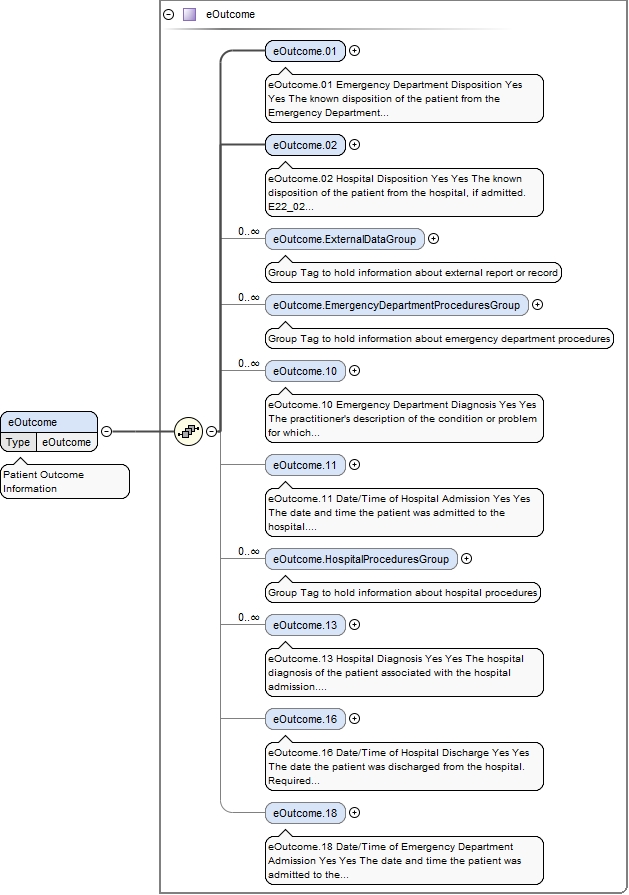 eOutcome
eOutcome.01
eOutcome.01 Emergency Department Disposition Yes
Yes The known disposition of the patient from the
Emergency Department...
eOutcome.02
eOutcome.02 Hospital Disposition Yes Yes The known
disposition of the patient from the hospital, if admitted.
E22_02...
0..∞
eOutcome.ExternalDataGroup
Group Tag to hold information about external report or record
0..∞
eOutcome.EmergencyDepartmentProceduresGroup
Group Tag to hold information about emergency department procedures
0..∞
eOutcome.10
eOutcome.10 Emergency Department Diagnosis Yes Yes
The practitioner's description of the condition or problem
for which...
eOutcome
Type eOutcome
Patient Outcome
Information
eOutcome.11
eOutcome.11 Date/Time of Hospital Admission Yes Yes
The date and time the patient was admitted to the
hospital....
0..∞
eOutcome.HospitalProceduresGroup
Group Tag to hold information about hospital procedures
0..∞
eOutcome.13
eOutcome.13 Hospital Diagnosis Yes Yes The hospital
diagnosis of the patient associated with the hospital
admission....
eOutcome.16
eOutcome.16 Date/Time of Hospital Discharge Yes Yes
The date the patient was discharged from the hospital.
Required...
eOutcome.18
eOutcome.18 Date/Time of Emergency Department
Admission Yes Yes The date and time the patient was
admitted to the...